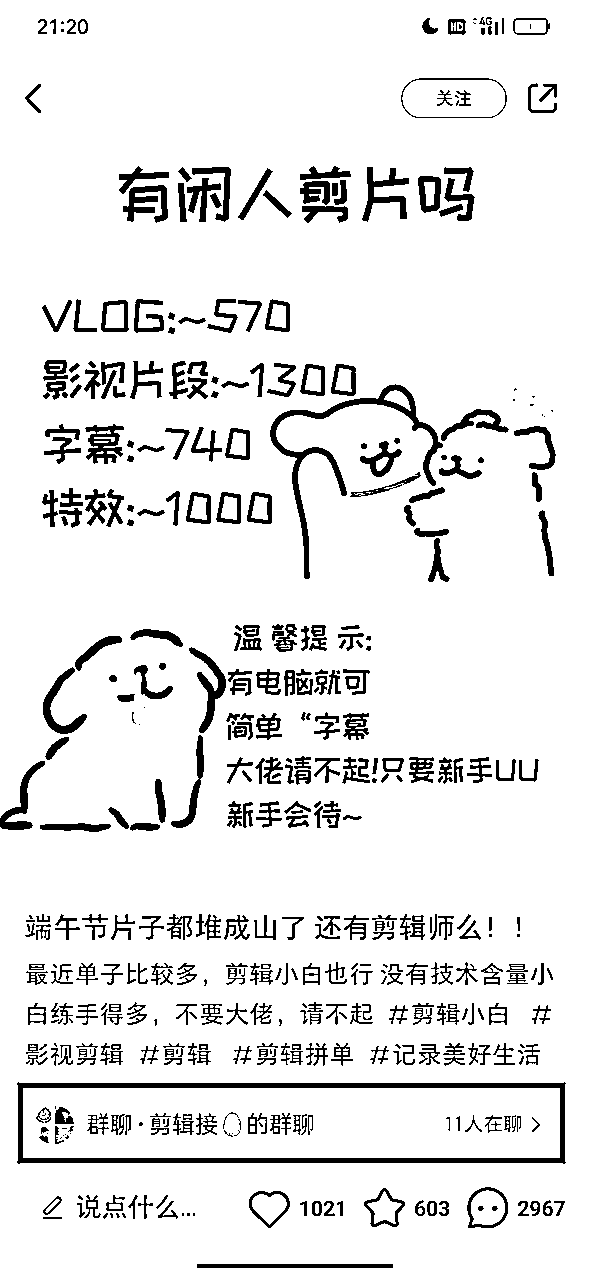 21:20
HD 4G
关注
有闲人剪片吗
VLOG:~570
影视片段:~1300
字幕:~740
特效:~1000
温馨提示:
有电脑就可
简单“字幕
大佬请不起!只要新手UU
新手会待~
端午节片子都堆成山了 还有剪辑师么！！
最近单子比较多，剪辑小白也行 没有技术含量小
白练手得多，不要大佬，请不起 #剪辑小白 #
影视剪辑 #剪辑 #剪辑拼单 #记录美好生活
群聊·剪辑接🥚的群聊 11人在聊 >
说点什么... 1021 603 2967